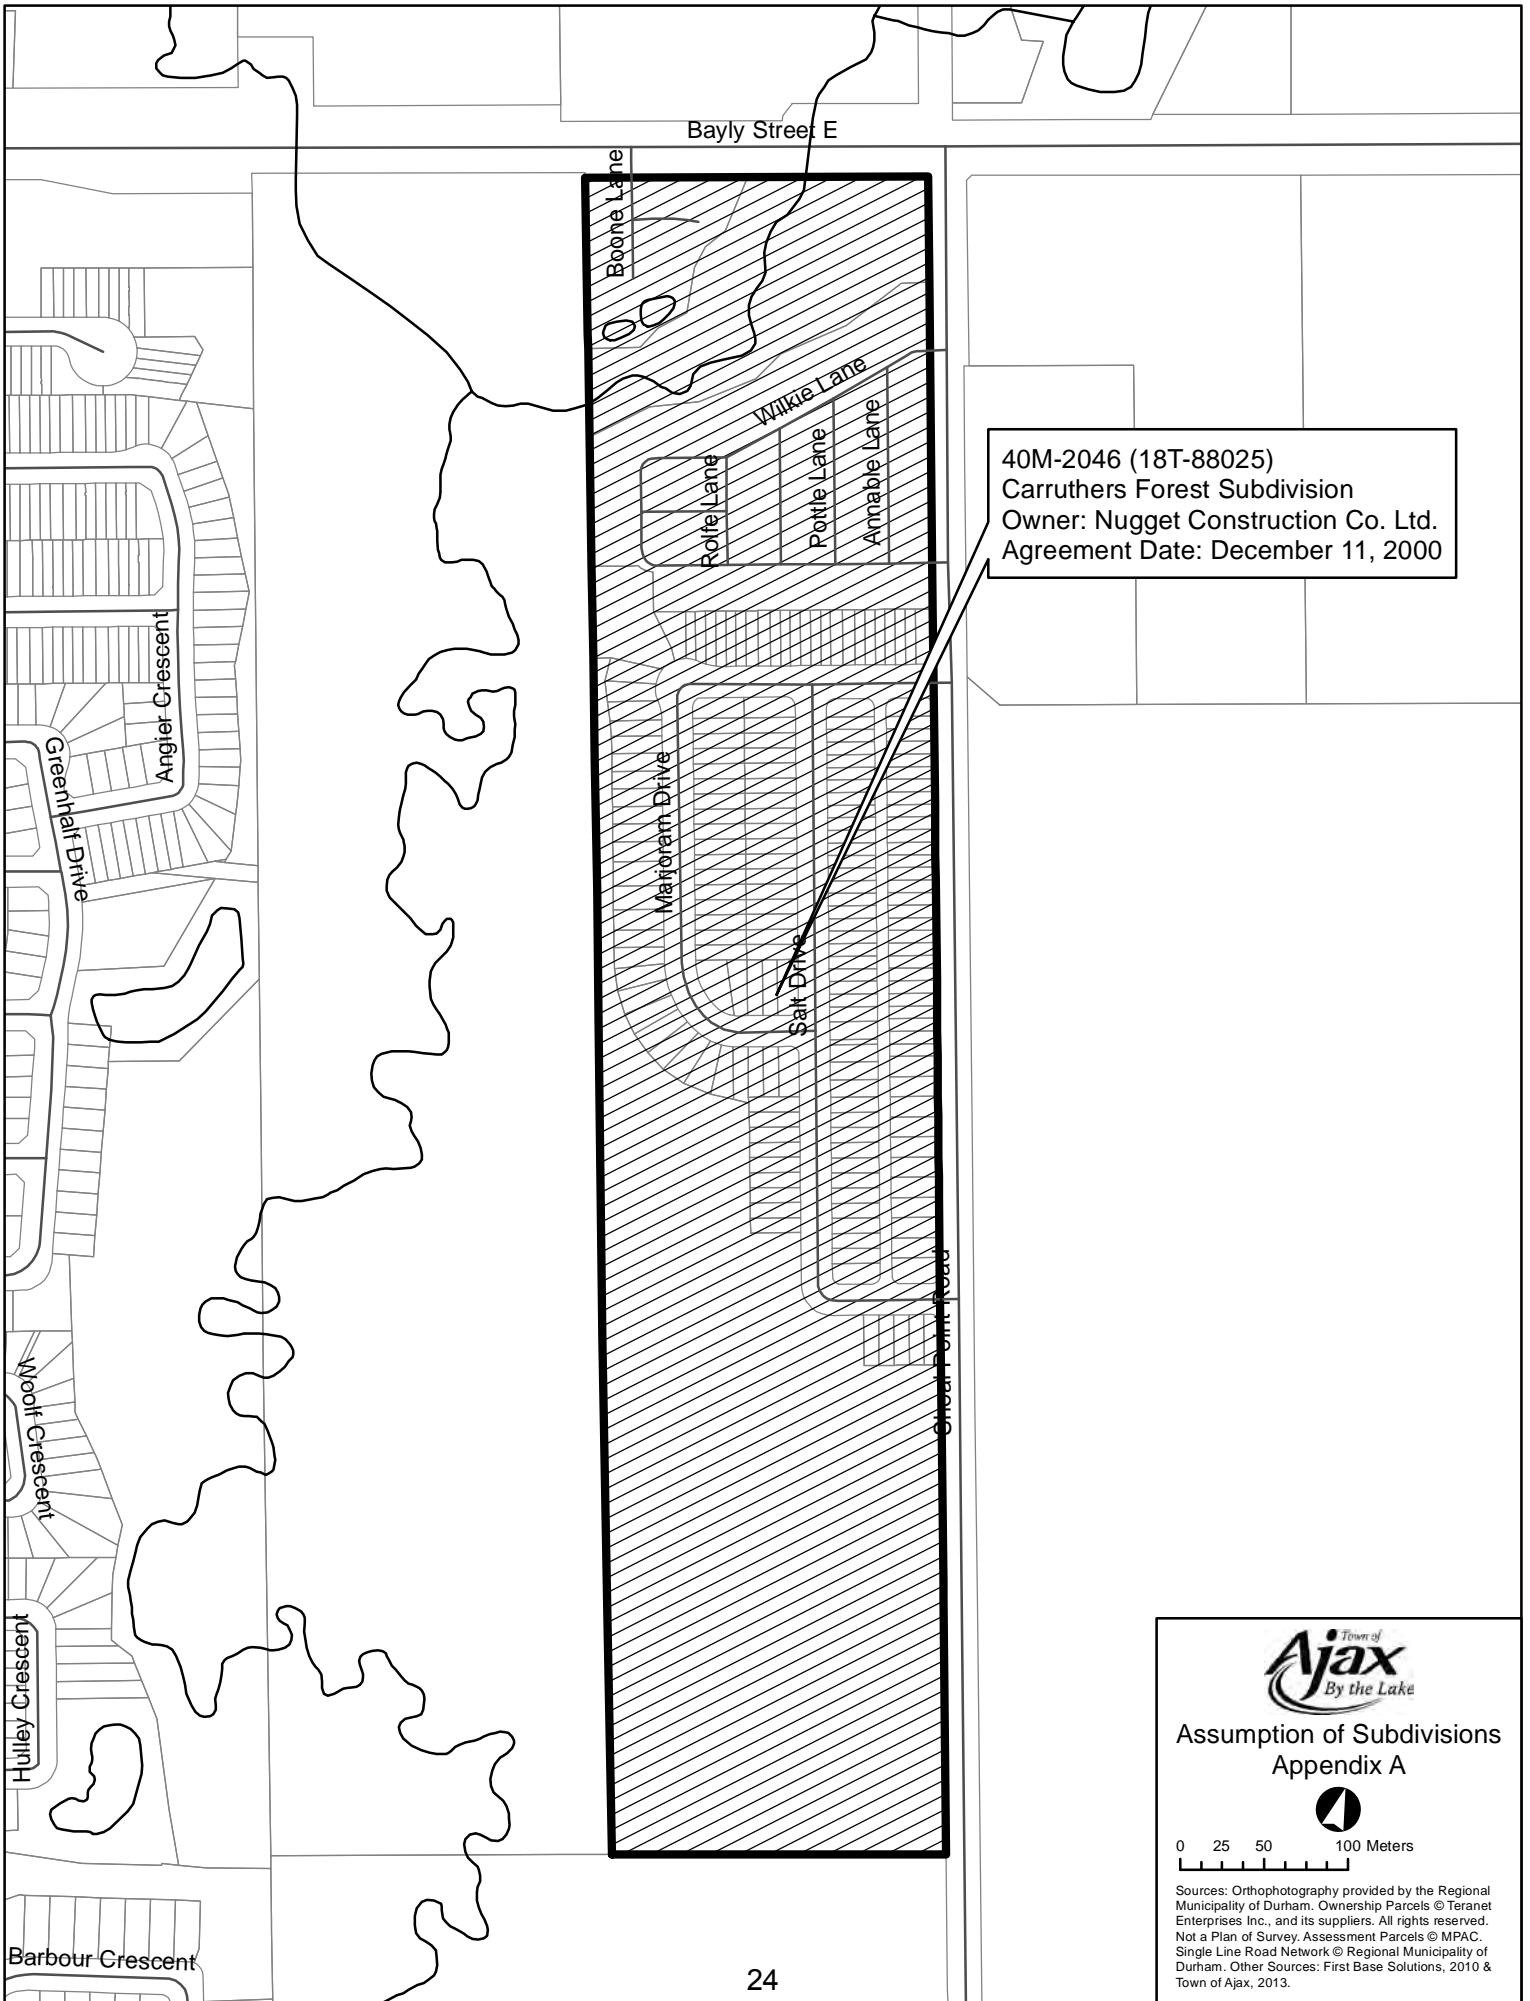 Bayly Street E
Boone Lane
Wilkie Lane
Rolfe Lane
Pottle Lane
Annable Lane
40M-2046 (18T-88025)
Carruthers Forest Subdivision
Owner: Nugget Construction Co. Ltd.
Agreement Date: December 11, 2000
Angier Crescent
Greenhalf Drive
Marjoram Drive
Salt Drive
Shoal Point Road
Woolf Crescent
Hulley Crescent
Barbour Crescent
Town of
Ajax
By the Lake
Assumption of Subdivisions
Appendix A
0 25 50 100 Meters
Sources: Orthophotography provided by the Regional
Municipality of Durham. Ownership Parcels © Teranet
Enterprises Inc., and its suppliers. All rights reserved.
Not a Plan of Survey. Assessment Parcels © MPAC.
Single Line Road Network © Regional Municipality of
Durham. Other Sources: First Base Solutions, 2010 &
Town of Ajax, 2013.
24